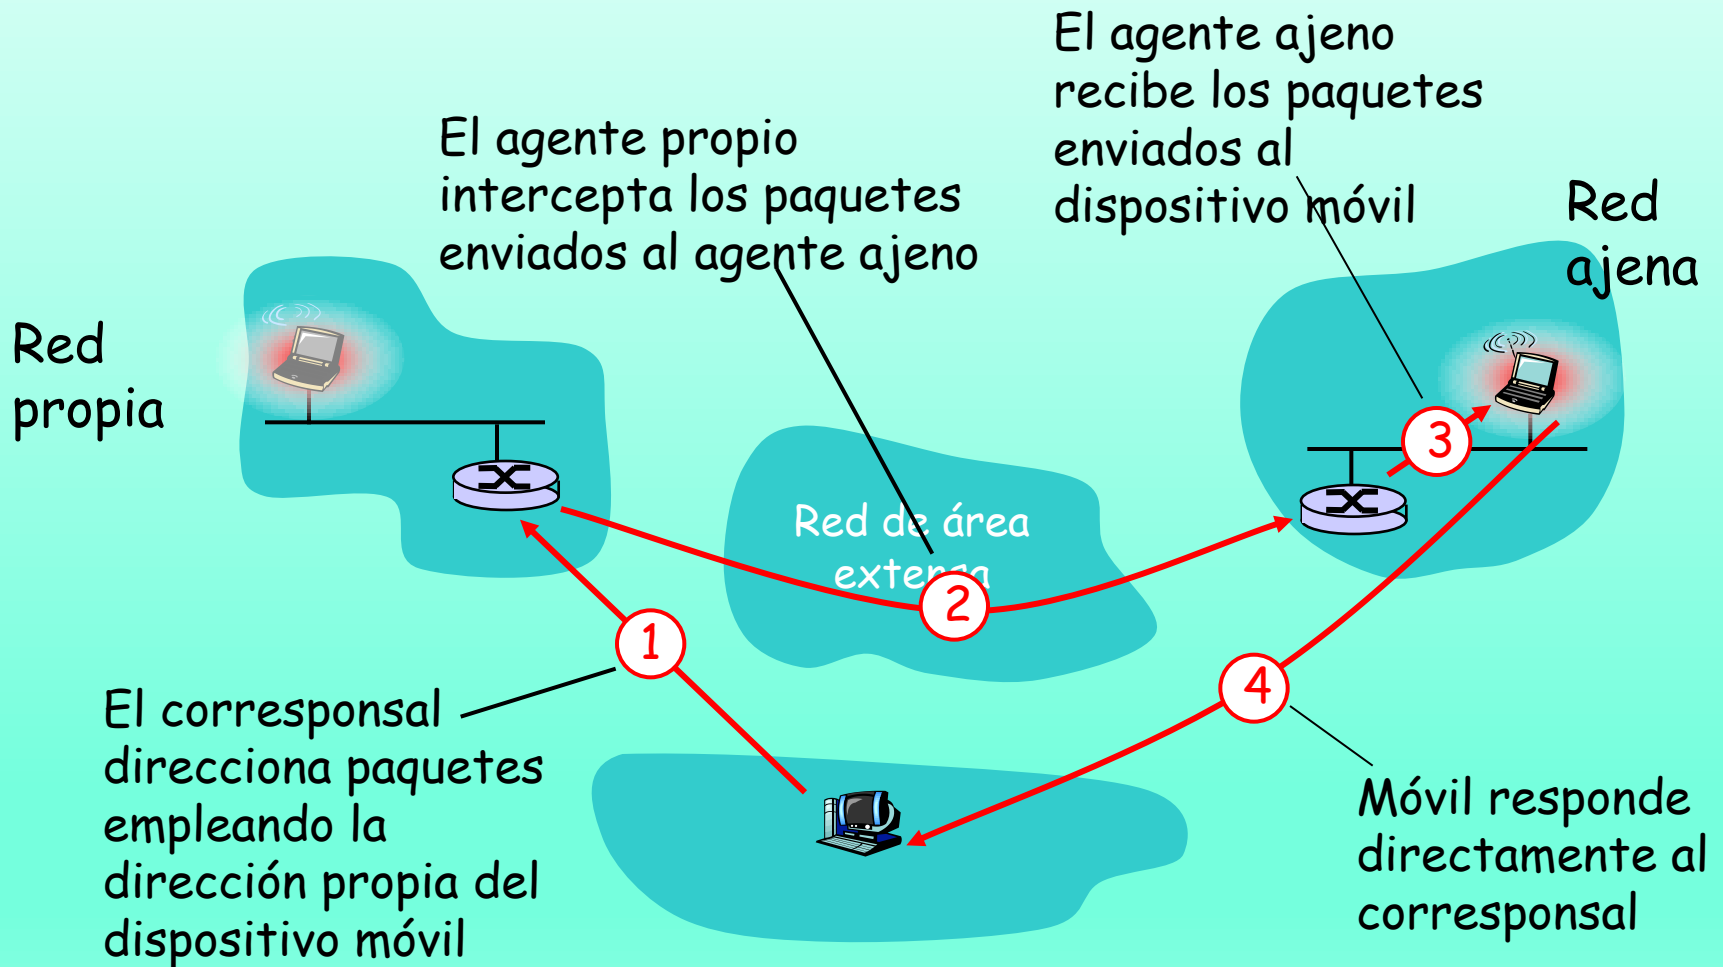 El agente ajeno
recibe los paquetes
enviados al
dispositivo móvil
El agente propio
intercepta los paquetes
enviados al agente ajeno
Red
ajena
Red
propia
Red de área
extensa
3
2
1
4
El corresponsal
direcciona paquetes
empleando la
dirección propia del
dispositivo móvil
Móvil responde
directamente al
corresponsal